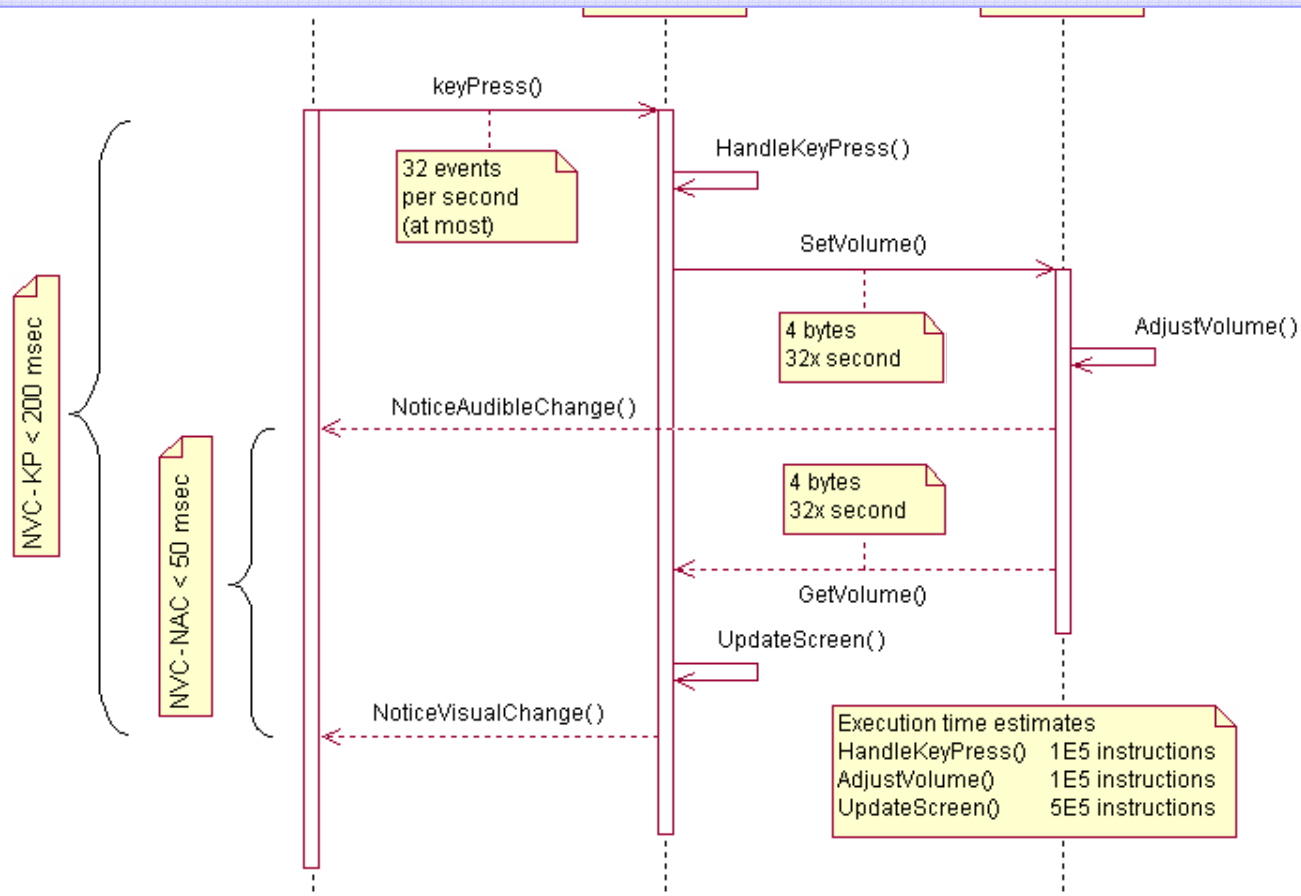 keyPress()
32 events
per second
(at most)
HandleKeyPress()
SetVolume()
4 bytes
32x second
AdjustVolume()
NVC-KP < 200 msec
NoticeAudibleChange()
NVC-NAC < 50 msec
4 bytes
32x second
GetVolume()
UpdateScreen()
NoticeVisualChange()
Execution time estimates
HandleKeyPress() 1E5 instructions
AdjustVolume() 1E5 instructions
UpdateScreen() 5E5 instructions